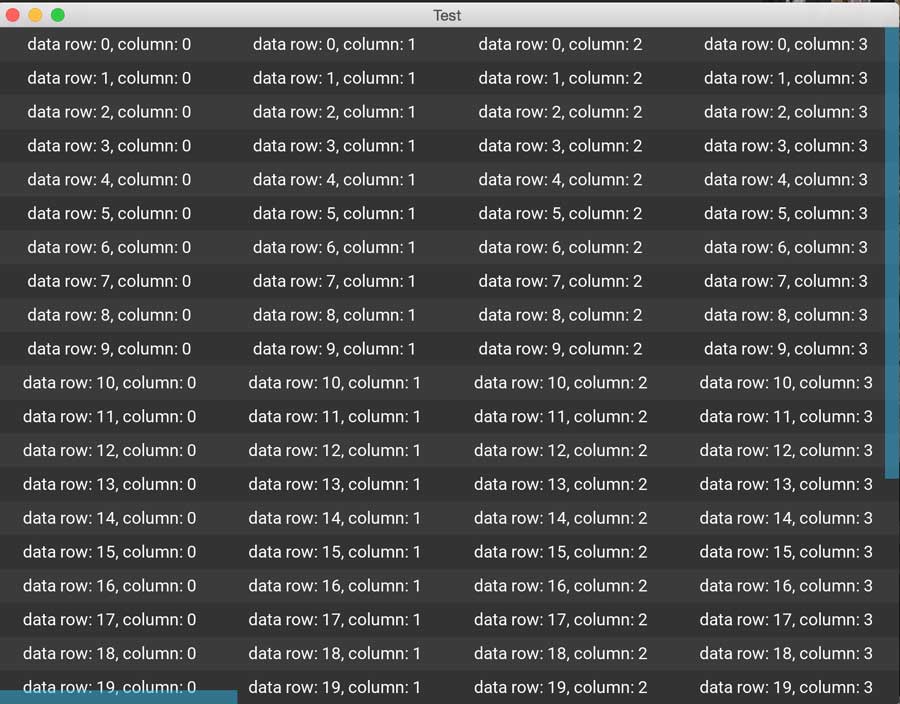 Test
data row: 0, column: 0 data row: 0, column: 1 data row: 0, column: 2 data row: 0, column: 3
data row: 1, column: 0 data row: 1, column: 1 data row: 1, column: 2 data row: 1, column: 3
data row: 2, column: 0 data row: 2, column: 1 data row: 2, column: 2 data row: 2, column: 3
data row: 3, column: 0 data row: 3, column: 1 data row: 3, column: 2 data row: 3, column: 3
data row: 4, column: 0 data row: 4, column: 1 data row: 4, column: 2 data row: 4, column: 3
data row: 5, column: 0 data row: 5, column: 1 data row: 5, column: 2 data row: 5, column: 3
data row: 6, column: 0 data row: 6, column: 1 data row: 6, column: 2 data row: 6, column: 3
data row: 7, column: 0 data row: 7, column: 1 data row: 7, column: 2 data row: 7, column: 3
data row: 8, column: 0 data row: 8, column: 1 data row: 8, column: 2 data row: 8, column: 3
data row: 9, column: 0 data row: 9, column: 1 data row: 9, column: 2 data row: 9, column: 3
data row: 10, column: 0 data row: 10, column: 1 data row: 10, column: 2 data row: 10, column: 3
data row: 11, column: 0 data row: 11, column: 1 data row: 11, column: 2 data row: 11, column: 3
data row: 12, column: 0 data row: 12, column: 1 data row: 12, column: 2 data row: 12, column: 3
data row: 13, column: 0 data row: 13, column: 1 data row: 13, column: 2 data row: 13, column: 3
data row: 14, column: 0 data row: 14, column: 1 data row: 14, column: 2 data row: 14, column: 3
data row: 15, column: 0 data row: 15, column: 1 data row: 15, column: 2 data row: 15, column: 3
data row: 16, column: 0 data row: 16, column: 1 data row: 16, column: 2 data row: 16, column: 3
data row: 17, column: 0 data row: 17, column: 1 data row: 17, column: 2 data row: 17, column: 3
data row: 18, column: 0 data row: 18, column: 1 data row: 18, column: 2 data row: 18, column: 3
data row: 19, column: 0 data row: 19, column: 1 data row: 19, column: 2 data row: 19, column: 3